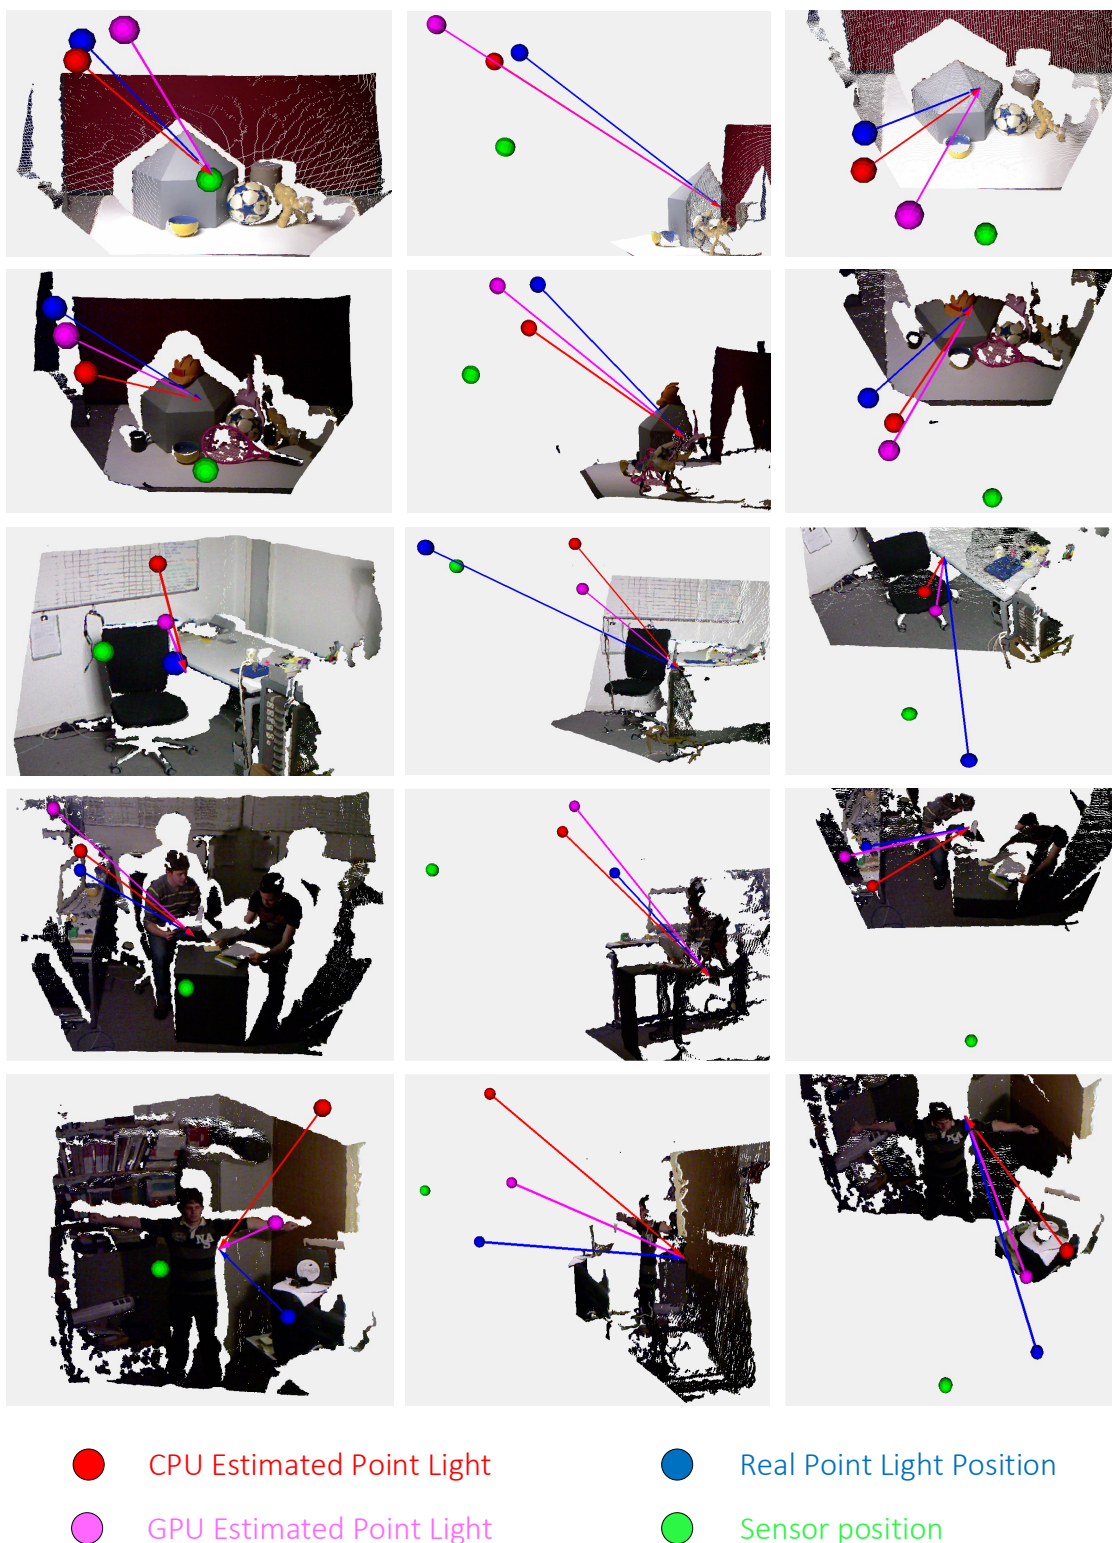 CPU Estimated Point Light
Real Point Light Position
GPU Estimated Point Light
Sensor position